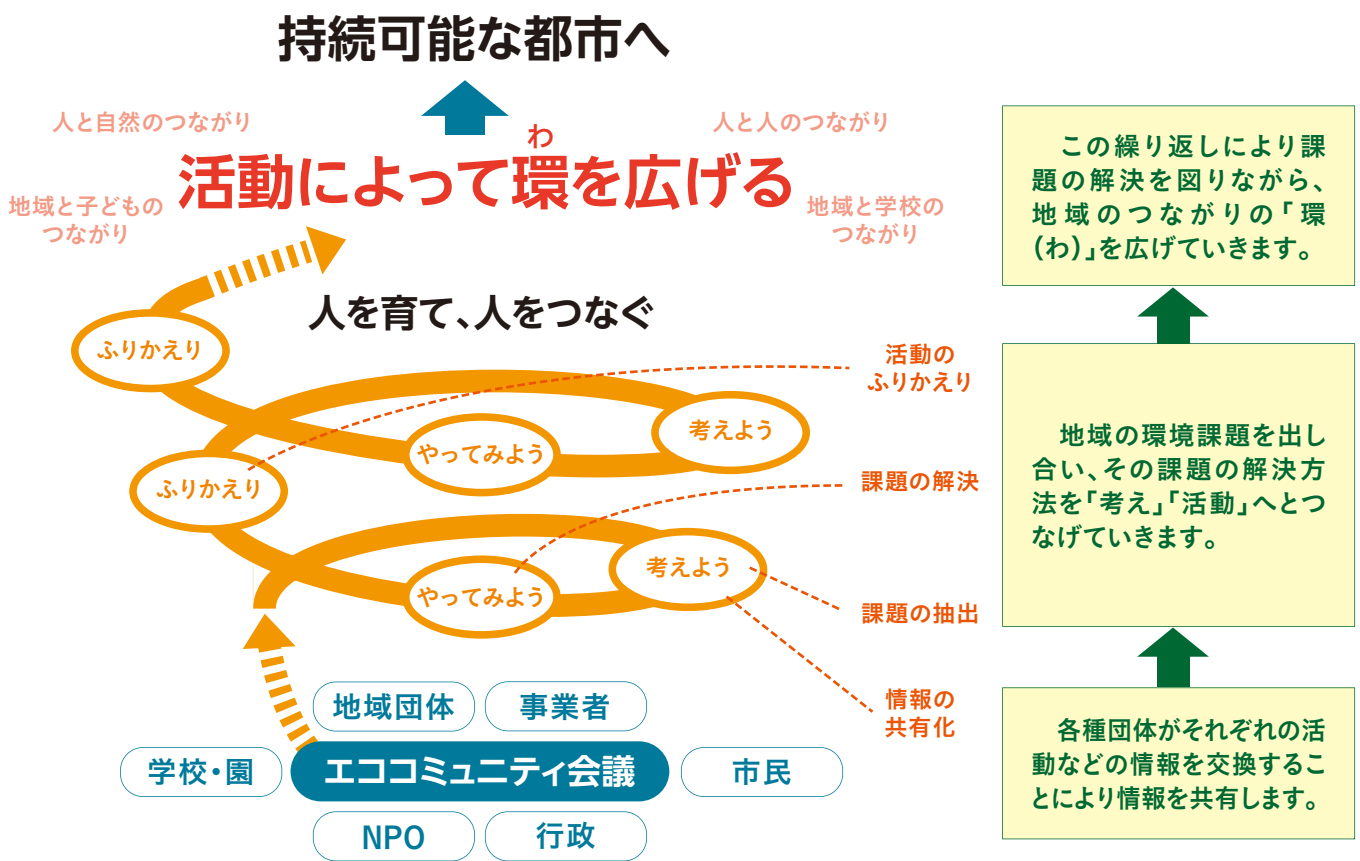 持続可能な都市へ
人と自然のつながり
人と人のつながり
わ
活動によって環を広げる
地域と子どもの
つながり
地域と学校の
つながり
人を育て、人をつなぐ
ふりかえり
考えよう
やってみよう
ふりかえり
考えよう
やってみよう
活動の
ふりかえり
課題の解決
課題の抽出
情報の
共有化
地域団体
事業者
学校・園
エココミュニティ会議
市民
NPO
行政
この繰り返しにより課
題の解決を図りながら、
地域のつながりの「環
(わ)」を広げていきます。
地域の環境課題を出し
合い、その課題の解決方
法を「考え」「活動」へとつ
なげていきます。
各種団体がそれぞれの活
動などの情報を交換するこ
とにより情報を共有します。